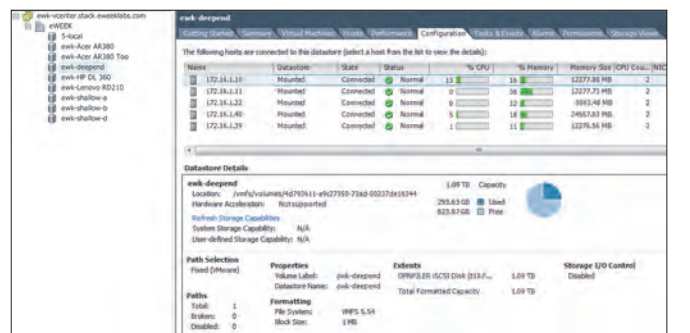 ewk-vcenter.stack.eweeklabs.com
eWEEK
5-local
ewk-Acer AR380
ewk-Acer AR380 Too
ewk-deepend
ewk-HP DL 360
ewk-Lenovo RD210
ewk-shallow-a
ewk-shallow-b
ewk-shallow-d
ewk-deepend
Getting Started Summary Virtual Machines Hosts Performance Configuration Tasks & Events Alarms Permissions Storage Views
The following hosts are connected to this datastore (select a host from the list to view the details):
Name Datastore State Status % CPU % Memory Memory Size CPU Cou... NIC
172.16.1.10 Mounted Connected Normal 13 16 12277.86 MB 2
172.16.1.11 Mounted Connected Normal 0 38 12277.73 MB 2
172.16.1.22 Mounted Connected Normal 9 12 MB 2
172.16.1.40 Mounted Connected Normal 5 18 24567.83 MB 2
172.16.1.39 Mounted Connected Normal 1 11 12276.56 MB 2
Datastore Details
ewk-deepend 1.09 TB Capacity
Location: /vmfs/volumes/
Hardware Acceleration: Not supported
293.63 GB Used
823.87 GB Free
Refresh Storage Capabilities
System Storage Capability: N/A
User-defined Storage Capability: N/A
Path Selection
Fixed (VMware)
Paths
Total: 1
Broken: 0
Disabled: 0
Properties
Volume Label: ewk-deepend
Datastore Name: ewk-deepend
Formatting
File System: VMFS 5.54
Block Size: 1 MB
Extents
OPNFILER iSCSI Disk 1.09 TB
Total Formatted Capacity 1.09 TB
Storage I/O Control
Disabled